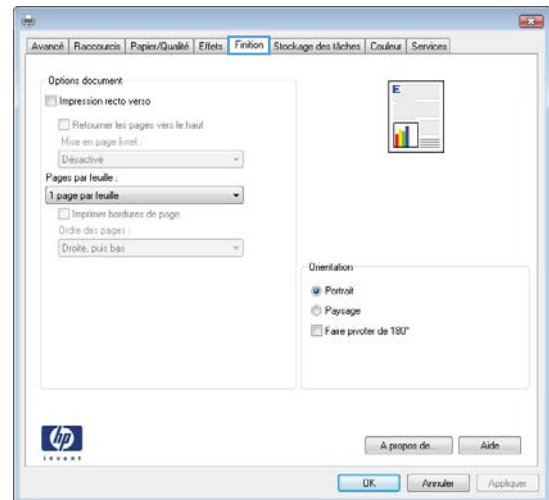 Avancé Raccourcis Papier/Qualité Effets Finition Stockage des tâches Couleur Services
Options document
Impression recto verso
Retourner les pages vers le haut
Mise en page livret :
Désactivé
Pages par feuille :
1 page par feuille
Imprimer bordures de page
Ordre des pages :
Droite, puis bas
E
Orientation
Portrait
Paysage
Faire pivoter de 180°
hp
invent
A propos de...
Aide
OK
Annuler
Appliquer